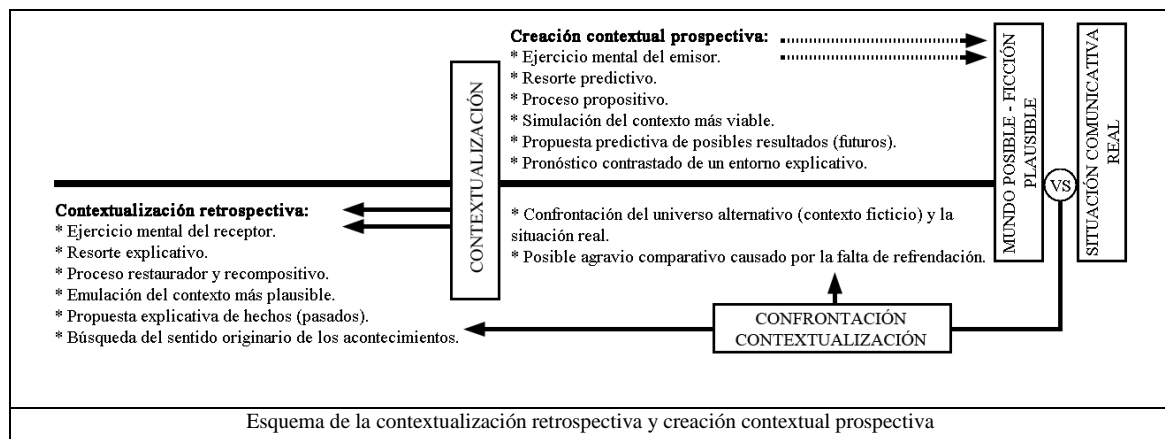 Creación contextual prospectiva:
* Ejercicio mental del emisor.
* Resorte predictivo.
* Proceso propositivo.
* Simulación del contexto más viable.
* Propuesta predictiva de posibles resultados (futuros).
* Pronóstico contrastado de un entorno explicativo.
CONTEXTUALIZACIÓN
MUNDO POSIBLE - FICCIÓN
PLAUSIBLE
VS
SITUACIÓN COMUNICATIVA
REAL
Contextualización retrospectiva:
* Ejercicio mental del receptor.
* Resorte explicativo.
* Proceso restaurador y recompositivo.
* Emulación del contexto más plausible.
* Propuesta explicativa de hechos (pasados).
* Búsqueda del sentido originario de los acontecimientos.
* Confrontación del universo alternativo (contexto ficticio) y la
situación real.
* Posible agravio comparativo causado por la falta de refrendación.
CONFRONTACIÓN
CONTEXTUALIZACIÓN
Esquema de la contextualización retrospectiva y creación contextual prospectiva